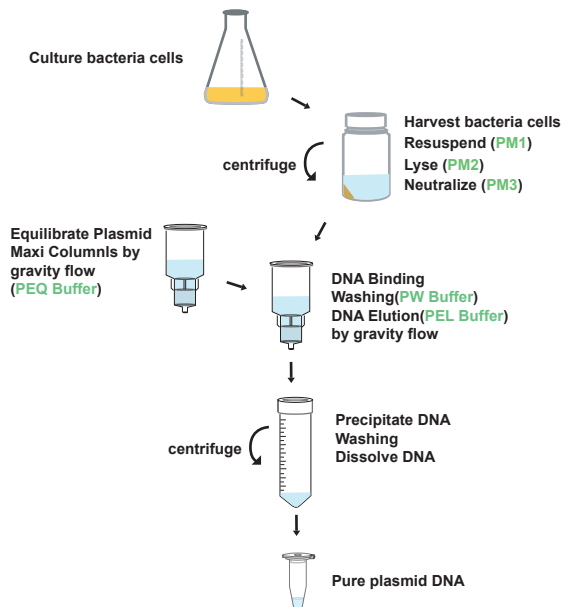 Culture bacteria cells
Harvest bacteria cells
Resuspend (PM1)
Lyse (PM2)
Neutralize (PM3)
centrifuge
Equilibrate Plasmid
Maxi Columnls by
gravity flow
(PEQ Buffer)
DNA Binding
Washing(PW Buffer)
DNA Elution(PEL Buffer)
by gravity flow
Precipitate DNA
Washing
Dissolve DNA
centrifuge
Pure plasmid DNA